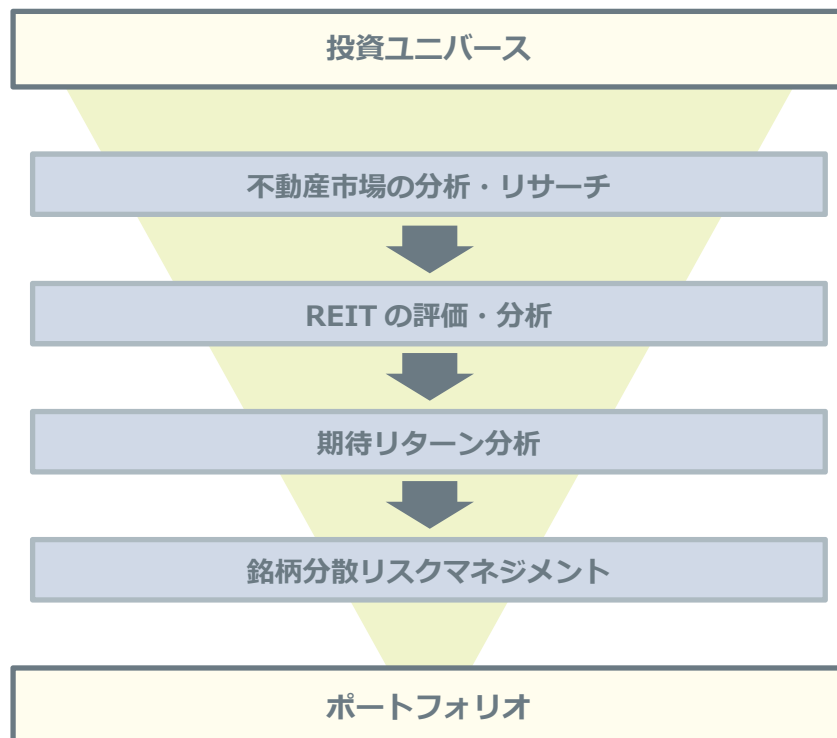 投資ユニバース
不動産市場の分析・リサーチ
REIT の評価・分析
期待リターン分析
銘柄分散リスクマネジメント
ポートフォリオ